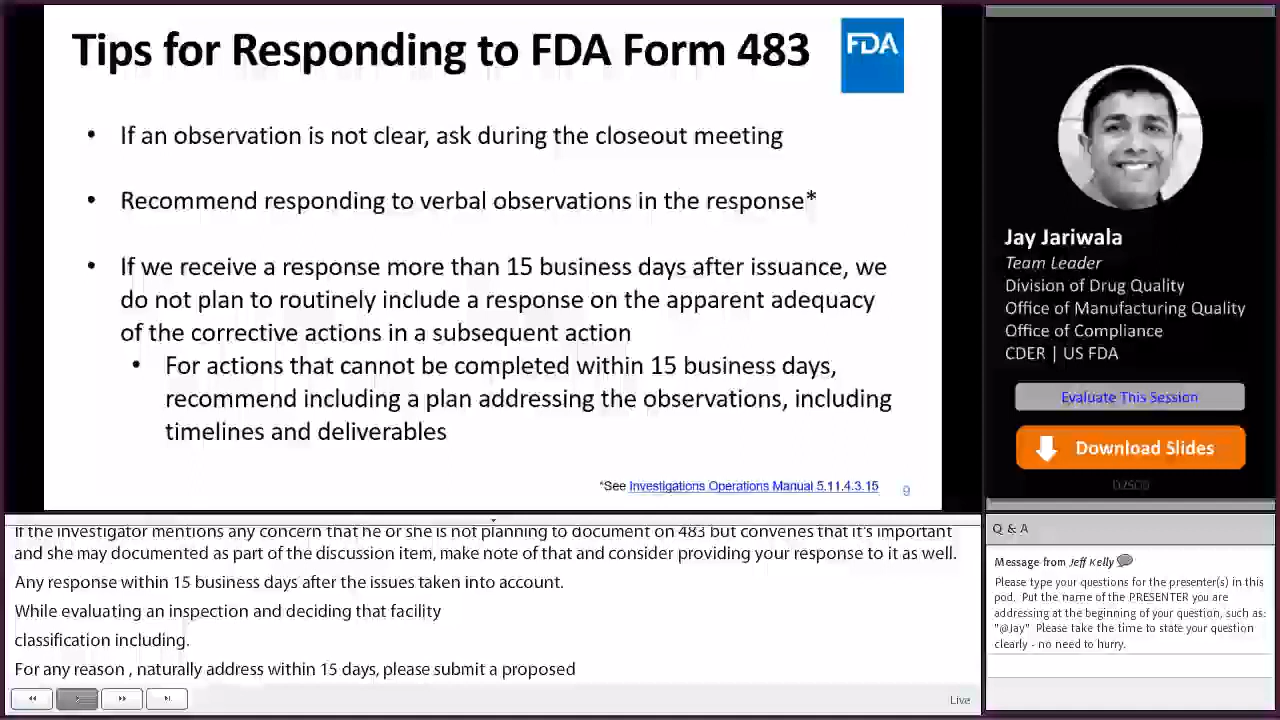 Tips for Responding to FDA Form 483
FDA
• If an observation is not clear, ask during the closeout meeting
• Recommend responding to verbal observations in the response*
• If we receive a response more than 15 business days after issuance, we
do not plan to routinely include a response on the apparent adequacy
of the corrective actions in a subsequent action
• For actions that cannot be completed within 15 business days,
recommend including a plan addressing the observations, including
timelines and deliverables
*See Investigations Operations Manual 5.11.4.3.15
9
Jay Jariwala
Team Leader
Division of Drug Quality
Office of Manufacturing Quality
Office of Compliance
CDER | US FDA
Evaluate This Session
Download Slides
If the investigator mentions any concern that he or she is not planning to document on 483 but convenes that it's important
and she may documented as part of the discussion item, make note of that and consider providing your response to it as well.
Any response within 15 business days after the issues taken into account.
While evaluating an inspection and deciding that facility
classification including.
For any reason , naturally address within 15 days, please submit a proposed
Live
Q & A
Message from Jeff Kelly
Please type your questions for the presenter(s) in this
pod. Put the name of the PRESENTER you are
addressing at the beginning of your question, such as:
"@Jay" Please take the time to state your question
clearly - no need to hurry.